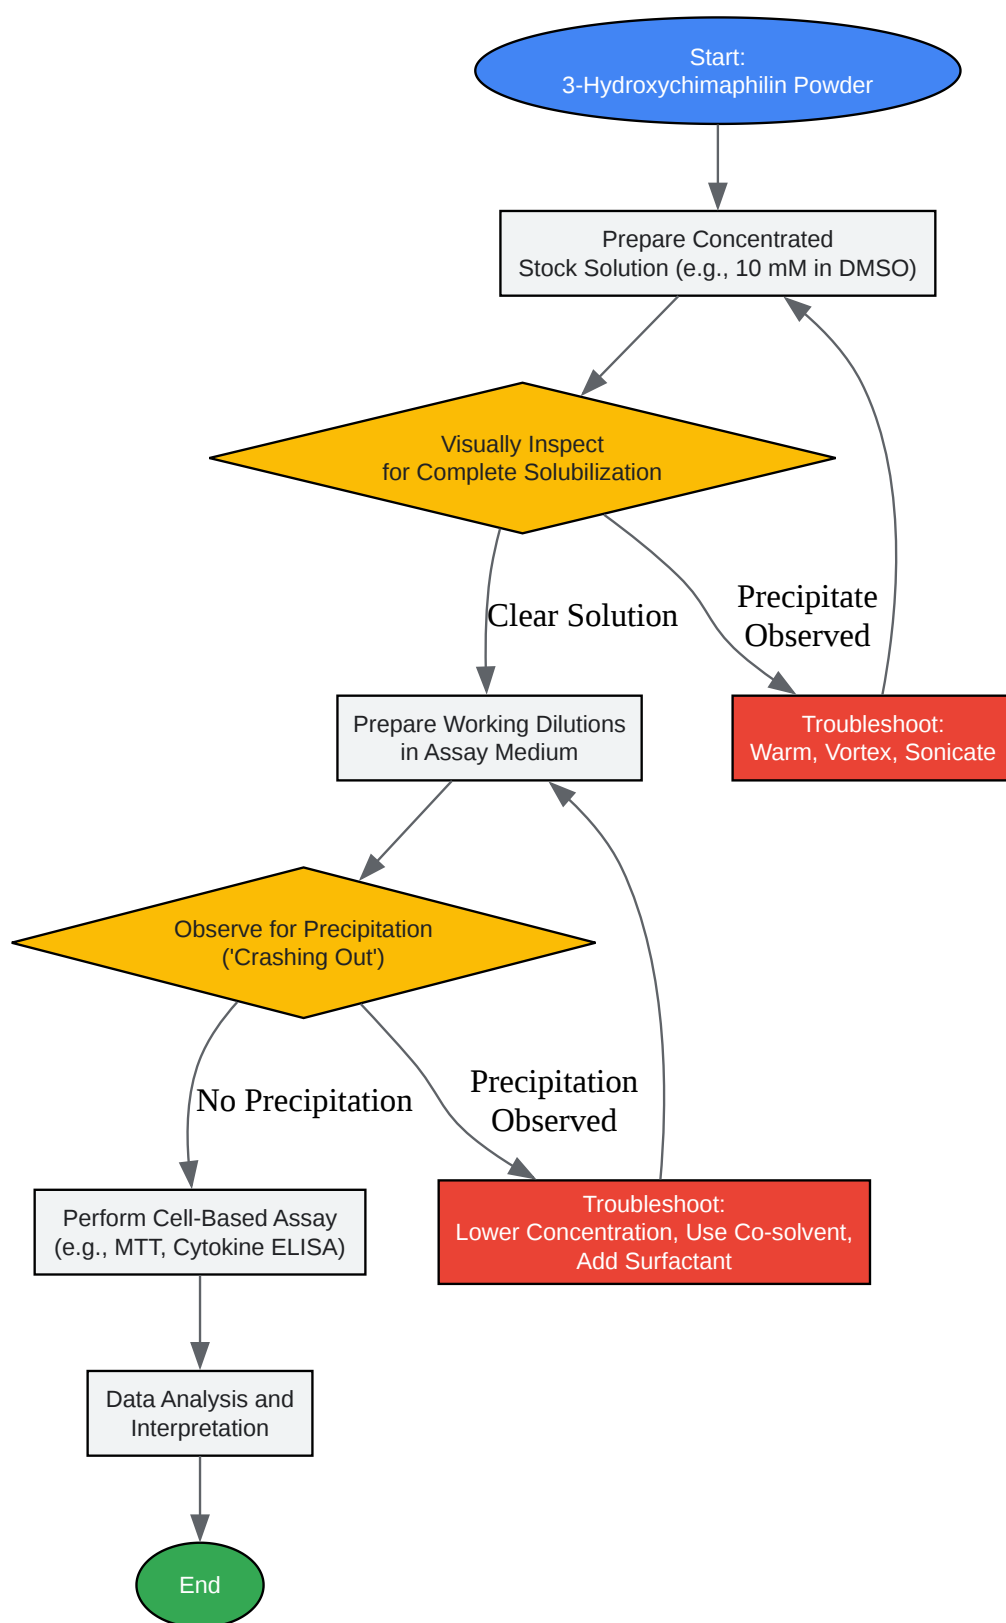 Start:
3-Hydroxychimaphilin Powder
Prepare Concentrated
Stock Solution (e.g., 10 mM in DMSO)
Visually Inspect
for Complete Solubilization
Clear Solution
Precipitate
Observed
Prepare Working Dilutions
in Assay Medium
Troubleshoot:
Warm, Vortex, Sonicate
Observe for Precipitation
('Crashing Out')
No Precipitation
Precipitation
Observed
Perform Cell-Based Assay
(e.g., MTT, Cytokine ELISA)
Troubleshoot:
Lower Concentration, Use Co-solvent,
Add Surfactant
Data Analysis and
Interpretation
End